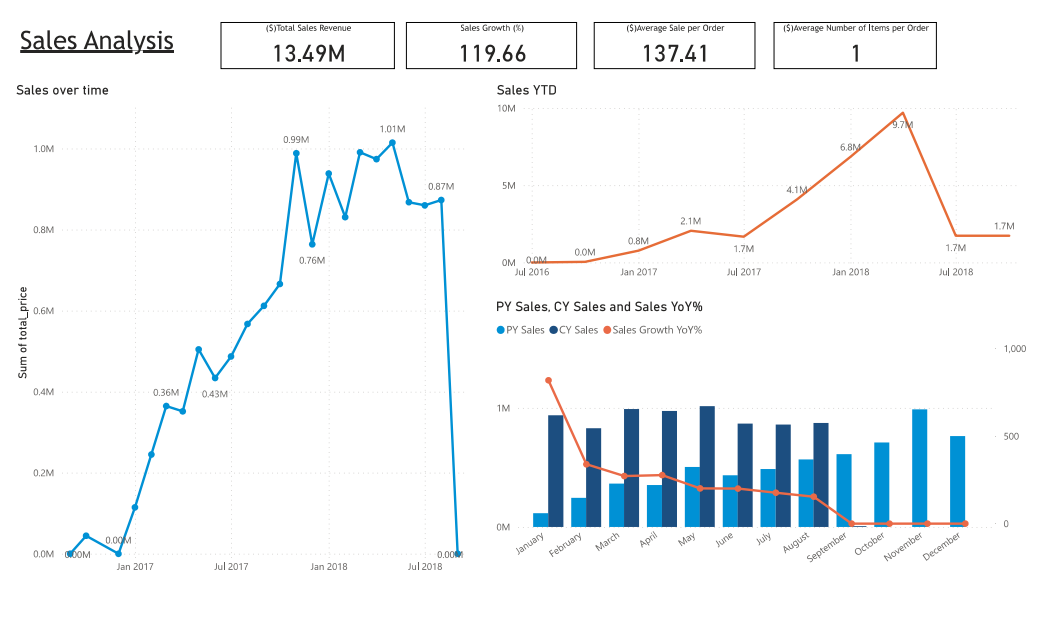 Sales Analysis
($)Total Sales Revenue
13.49M
Sales Growth (%)
119.66
($)Average Sale per Order
137.41
($)Average Number of Items per Order
1
Sales over time
Sum of total_price
1.0M
0.8M
0.6M
0.4M
0.2M
0.0M
0.00M
0.00M
0.36M
0.43M
0.99M
0.76M
1.01M
0.87M
0.00M
Jan 2017
Jul 2017
Jan 2018
Jul 2018
Sales YTD
10M
5M
0M
0.0M
0.0M
0.8M
2.1M
1.7M
4.1M
6.8M
9.7M
1.7M
1.7M
Jul 2016
Jan 2017
Jul 2017
Jan 2018
Jul 2018
PY Sales, CY Sales and Sales YoY%
PY Sales
CY Sales
Sales Growth YoY%
1M
0M
1,000
500
0
January
February
March
April
May
June
July
August
September
October
November
December